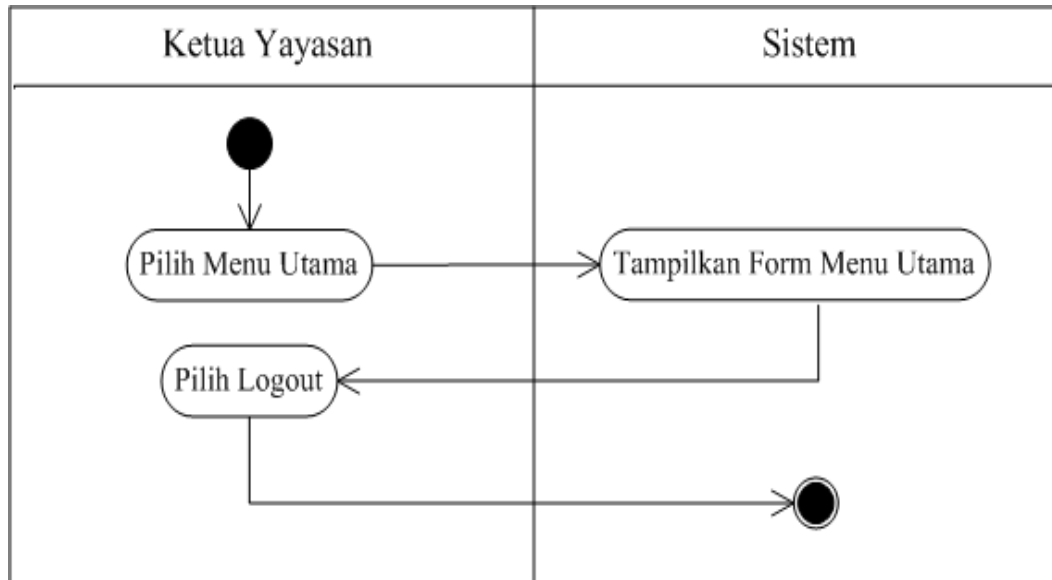 Ketua Yayasan
Sistem
Pilih Menu Utama
Tampilkan Form Menu Utama
Pilih Logout